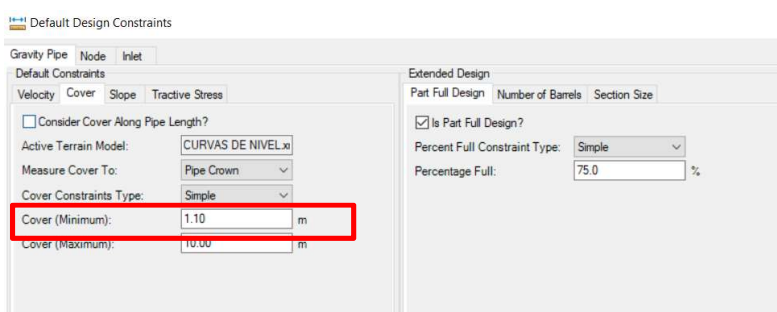 Default Design Constraints
Gravity Pipe Node Inlet
Default Constraints
Velocity Cover Slope Tractive Stress
Consider Cover Along Pipe Length?
Active Terrain Model: CURVAS DE NIVEL.xı
Measure Cover To: Pipe Crown
Cover Constraints Type: Simple
Cover (Minimum): 1.10 m
Cover (Maximum): 10.00 m
Extended Design
Part Full Design Number of Barrels Section Size
Is Part Full Design?
Percent Full Constraint Type: Simple
Percentage Full: 75.0 %